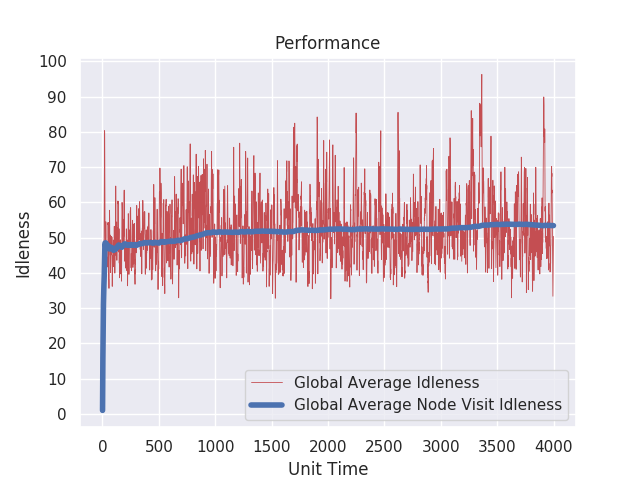 Performance
100
90
80
70
60
50
40
30
20
10
0
Idleness
Global Average Idleness
Global Average Node Visit Idleness
0 500 1000 1500 2000 2500 3000 3500 4000
Unit Time